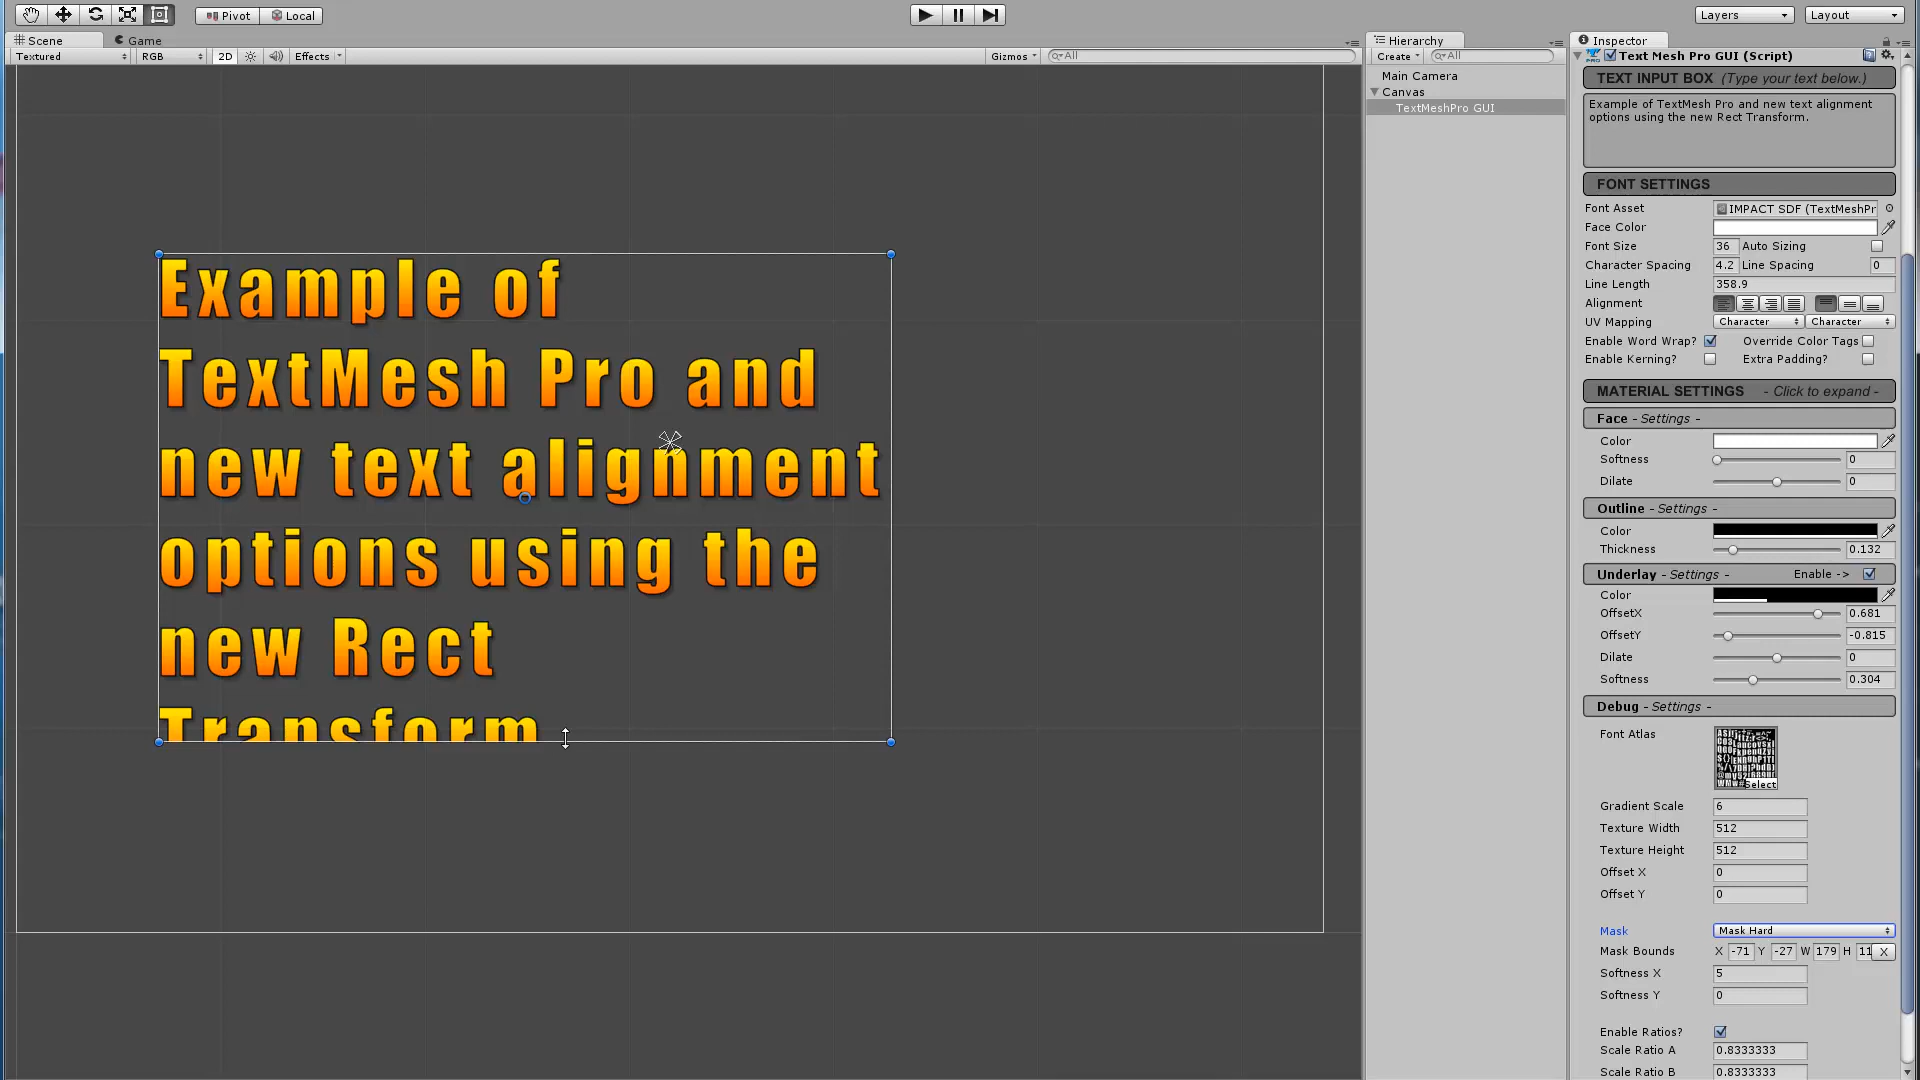 Pivot Local Layers Layout
Scene Game
Textured RGB 2D Effects Gizmos All
Example of
TextMesh Pro and
new text alignment
options using the
new Rect
Transform
Hierarchy
Create All
Main Camera
Canvas
TextMeshPro GUI
Inspector
Text Mesh Pro GUI (Script)
TEXT INPUT BOX (Type your text below.)
Example of TextMesh Pro and new text alignment
options using the new Rect Transform.
FONT SETTINGS
Font Asset IMPACT SDF (TextMeshPr
Face Color
Font Size 36 Auto Sizing
Character Spacing 4.2 Line Spacing 0
Line Length 358.9
Alignment
UV Mapping Character Character
Enable Word Wrap? Override Color Tags
Enable Kerning? Extra Padding?
MATERIAL SETTINGS - Click to expand -
Face - Settings -
Color
Softness 0
Dilate 0
Outline - Settings -
Color
Thickness 0.132
Underlay - Settings - Enable ->
Color
OffsetX 0.681
OffsetY -0.815
Dilate 0
Softness 0.304
Debug - Settings -
Font Atlas
Select
Gradient Scale 6
Texture Width 512
Texture Height 512
Offset X 0
Offset Y 0
Mask Mask Hard
Mask Bounds X -71 Y -27 W 179 H 11 X
Softness X 5
Softness Y 0
Enable Ratios?
Scale Ratio A 0.8333333
Scale Ratio B 0.8333333